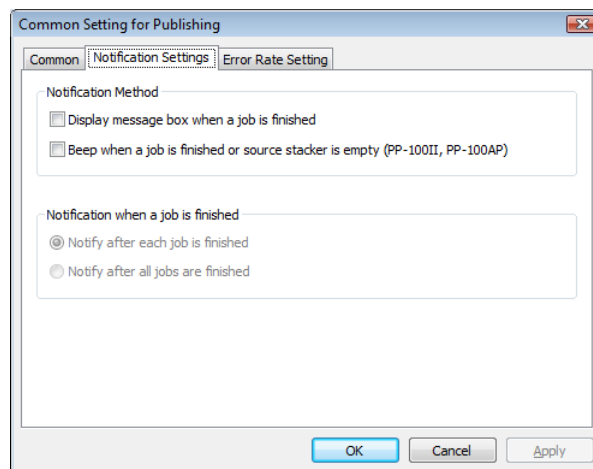 Common Setting for Publishing
Common
Notification Settings
Error Rate Setting
Notification Method
Display message box when a job is finished
Beep when a job is finished or source stacker is empty (PP-100II, PP-100AP)
Notification when a job is finished
Notify after each job is finished
Notify after all jobs are finished
OK
Cancel
Apply